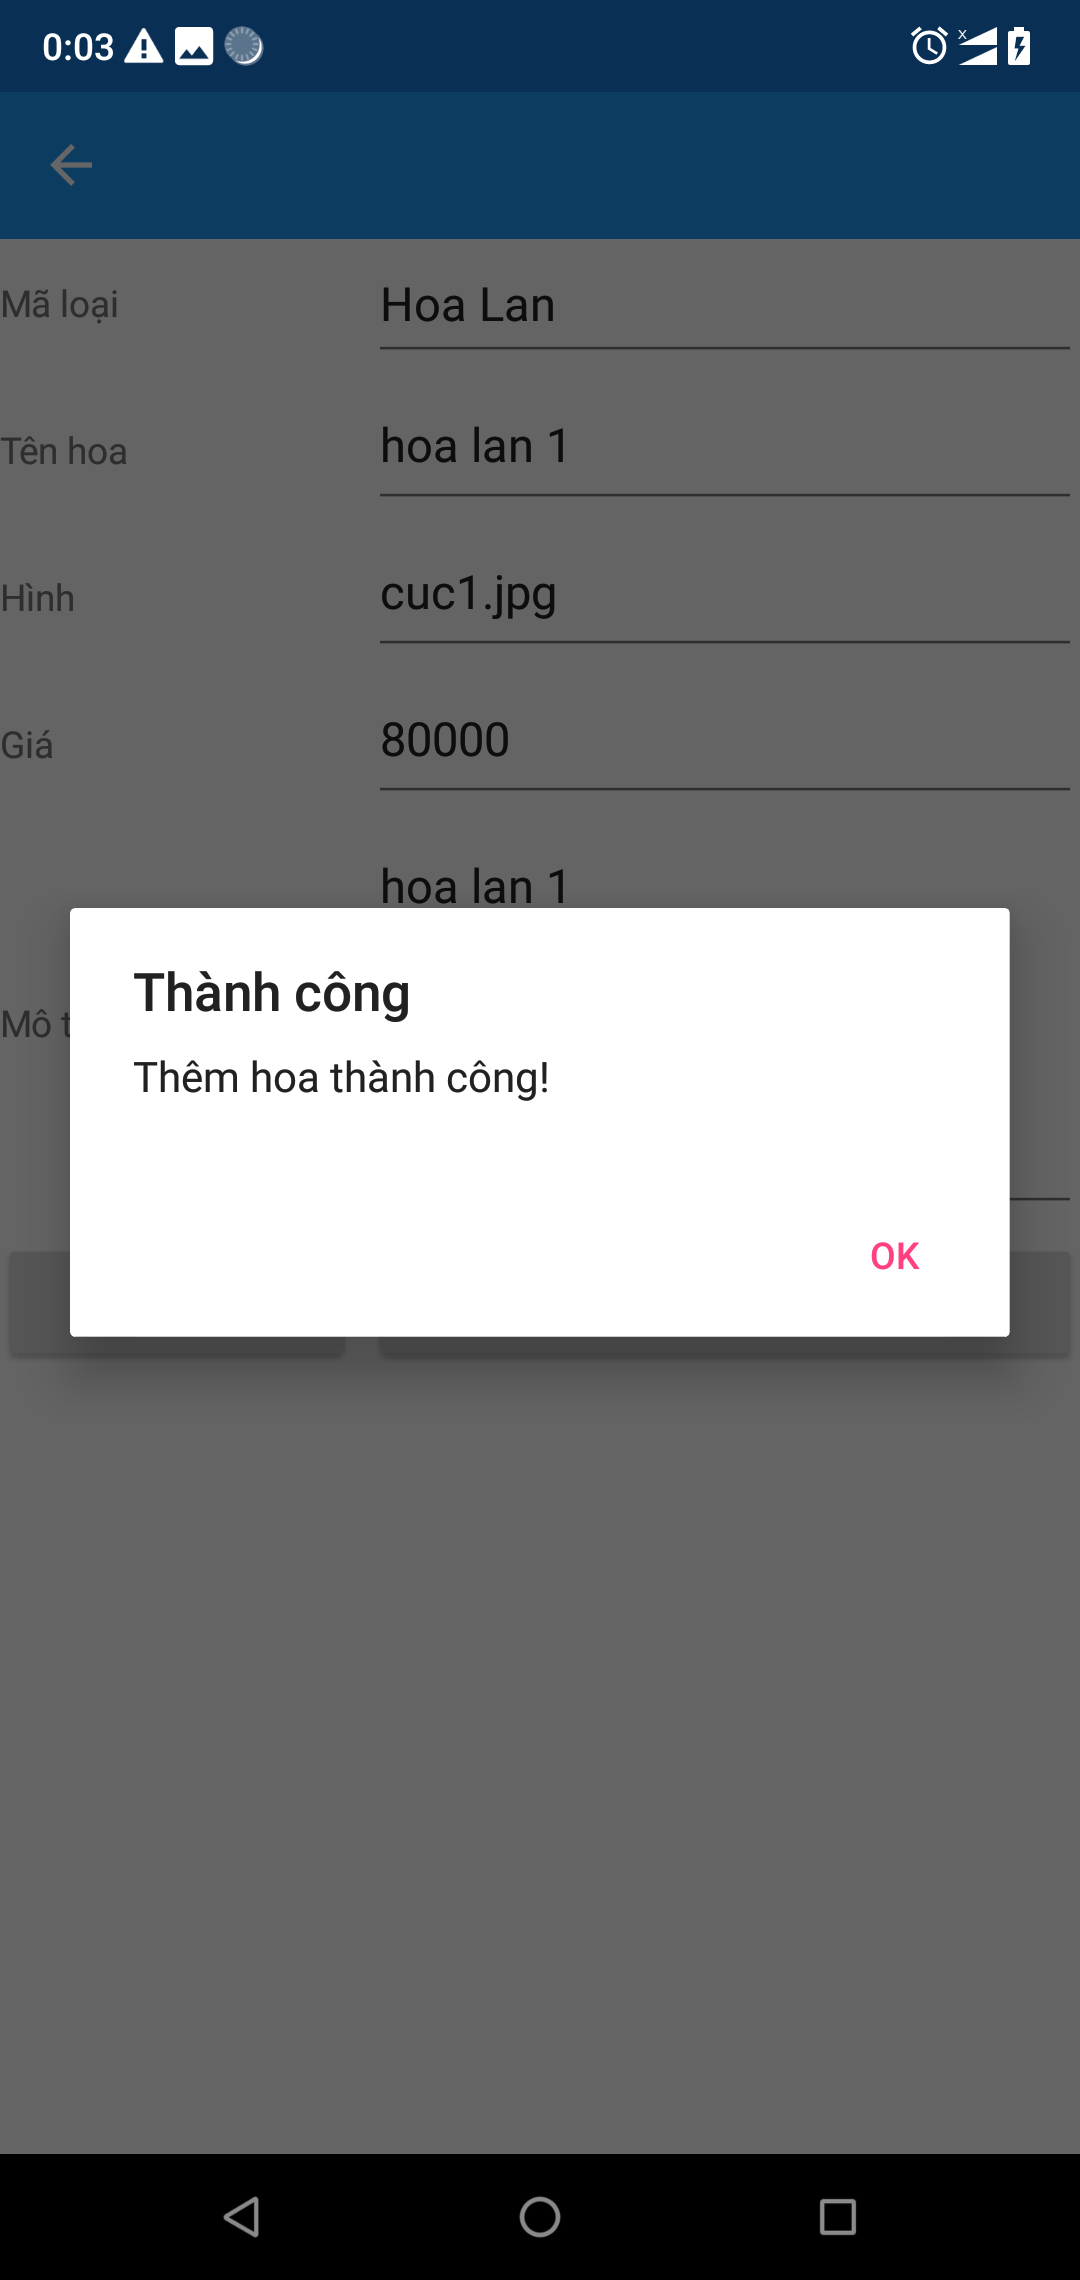 0:03
Mã loại
Hoa Lan
Tên hoa
hoa lan 1
Hình
cuc1.jpg
Giá
80000
hoa lan 1
Mô
Thành công
Thêm hoa thành công!
OK